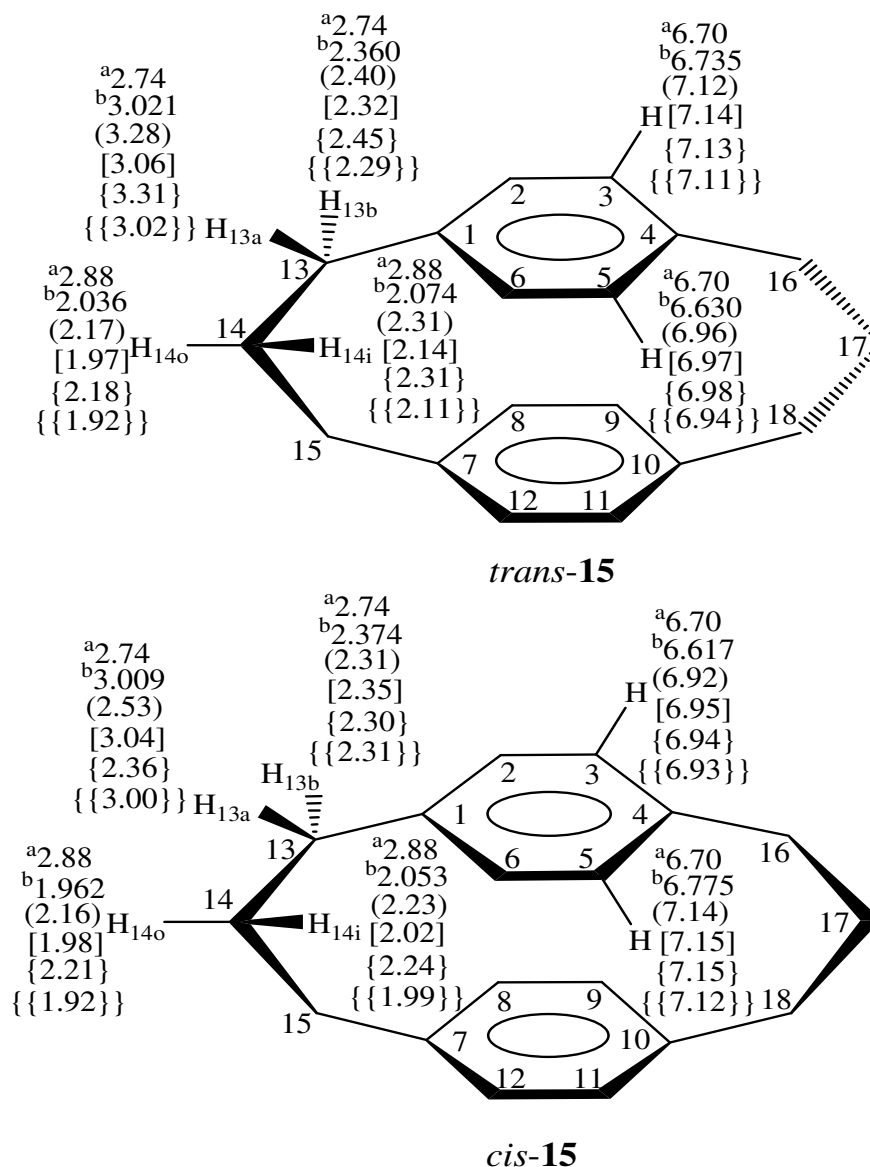 a2.74
b2.360
(2.40)
[2.32]
{2.45}
{{2.29}}
a6.70
b6.735
(7.12)
H [7.14]
{7.13}
{{7.11}}
a2.74
b3.021
(3.28)
[3.06]
{3.31}
{{3.02}}
H13a
H13b
2
3
1
4
6
5
13
16
a2.88
b2.036
(2.17)
H14o [1.97]
{2.18}
{{1.92}}
14
H14i
a2.88
b2.074
(2.31)
[2.14]
{2.31}
{{2.11}}
a6.70
b6.630
(6.96)
H [6.97]
{6.98}
{{6.94}}
17
15
8
9
18
7
10
12
11
trans-15
a2.74
b2.374
(2.31)
[2.35]
{2.30}
{{2.31}}
a6.70
b6.617
H (6.92)
[6.95]
{6.94}
{{6.93}}
a2.74
b3.009
(2.53)
[3.04]
{2.36}
{{3.00}}
H13a
H13b
2
3
1
4
6
5
13
16
a2.88
b1.962
(2.16)
H14o [1.98]
{2.21}
{{1.92}}
14
H14i
a2.88
b2.053
(2.23)
[2.02]
{2.24}
{{1.99}}
a6.70
b6.775
(7.14)
H [7.15]
{7.15}
{{7.12}}
17
15
8
9
18
7
10
12
11
cis-15